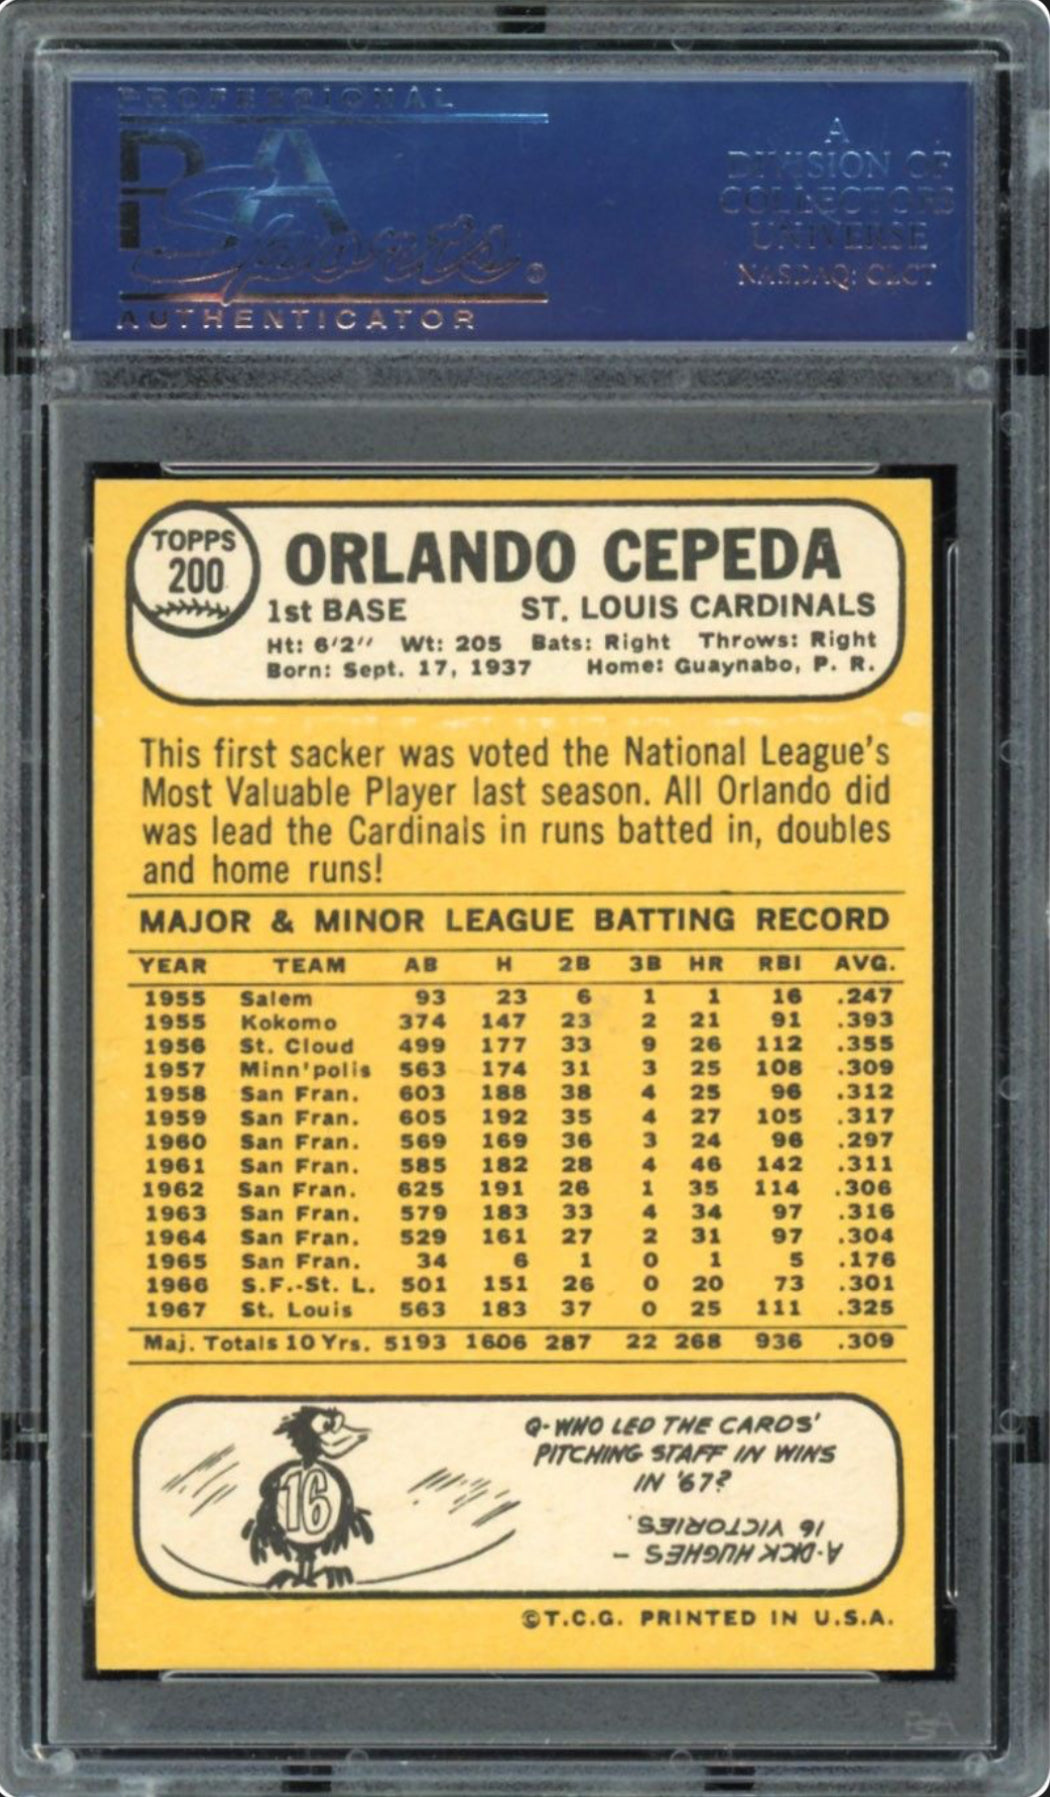 PROFESSIONAL
PSA
Sports®
AUTHENTICATOR
A
DIVISION OF
COLLECTORS
UNIVERSE
NASDAQ: CLCT
TOPPS
200
ORLANDO CEPEDA
1st BASE ST. LOUIS CARDINALS
Ht: 6'2'' Wt: 205 Bats: Right Throws: Right
Born: Sept. 17, 1937 Home: Guaynabo, P. R.
This first sacker was voted the National League's
Most Valuable Player last season. All Orlando did
was lead the Cardinals in runs batted in, doubles
and home runs!
MAJOR & MINOR LEAGUE BATTING RECORD
YEAR TEAM AB H 2B 3B HR RBI AVG.
1955 Salem 93 23 6 1 1 16 .247
1955 Kokomo 374 147 23 2 21 91 .393
1956 St. Cloud 499 177 33 9 26 112 .355
1957 Minn'polis 563 174 31 3 25 108 .309
1958 San Fran. 603 188 38 4 25 96 .312
1959 San Fran. 605 192 35 4 27 105 .317
1960 San Fran. 569 169 36 3 24 96 .297
1961 San Fran. 585 182 28 4 46 142 .311
1962 San Fran. 625 191 26 1 35 114 .306
1963 San Fran. 579 183 33 4 34 97 .316
1964 San Fran. 529 161 27 2 31 97 .304
1965 San Fran. 34 6 1 0 1 5 .176
1966 S.F.-St. L. 501 151 26 0 20 73 .301
1967 St. Louis 563 183 37 0 25 111 .325
Maj. Totals 10 Yrs. 5193 1606 287 22 268 936 .309
16
Q-WHO LED THE CARDS'
PITCHING STAFF IN WINS
IN '67?
A-DICK HUGHES –
16 VICTORIES.
©T.C.G. PRINTED IN U.S.A.
PSA